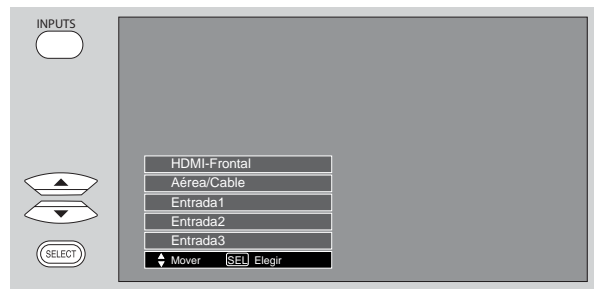 INPUTS
HDMI-Frontal
Aérea/Cable
Entrada1
Entrada2
Entrada3
Mover SEL Elegir
SELECT